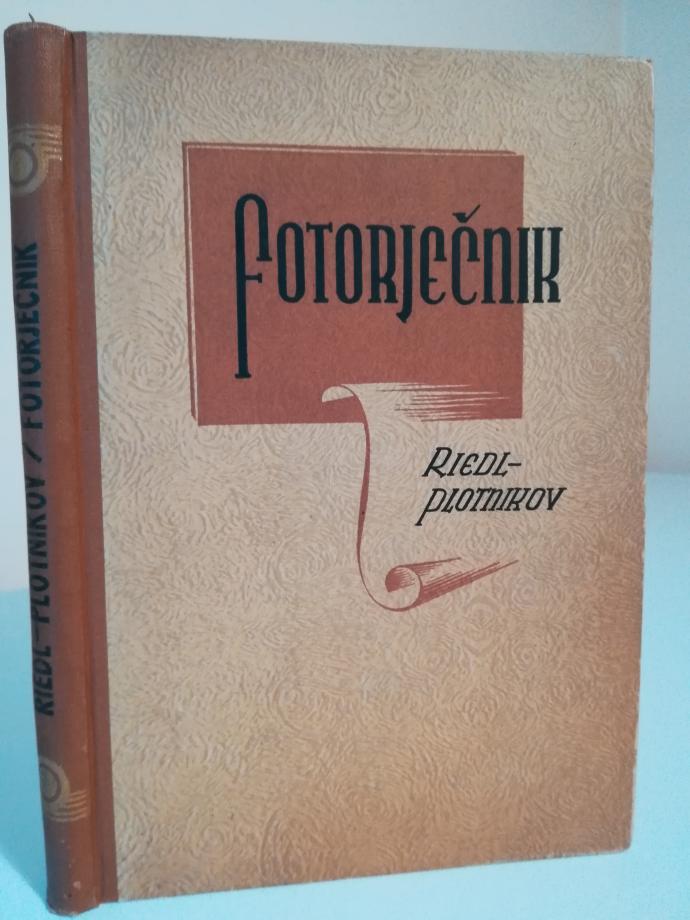 FOTORJEČNIK
RIEDL-
PLOTNIKOV
RIEDL-PLOTNIKOV / FOTORJEČNIK